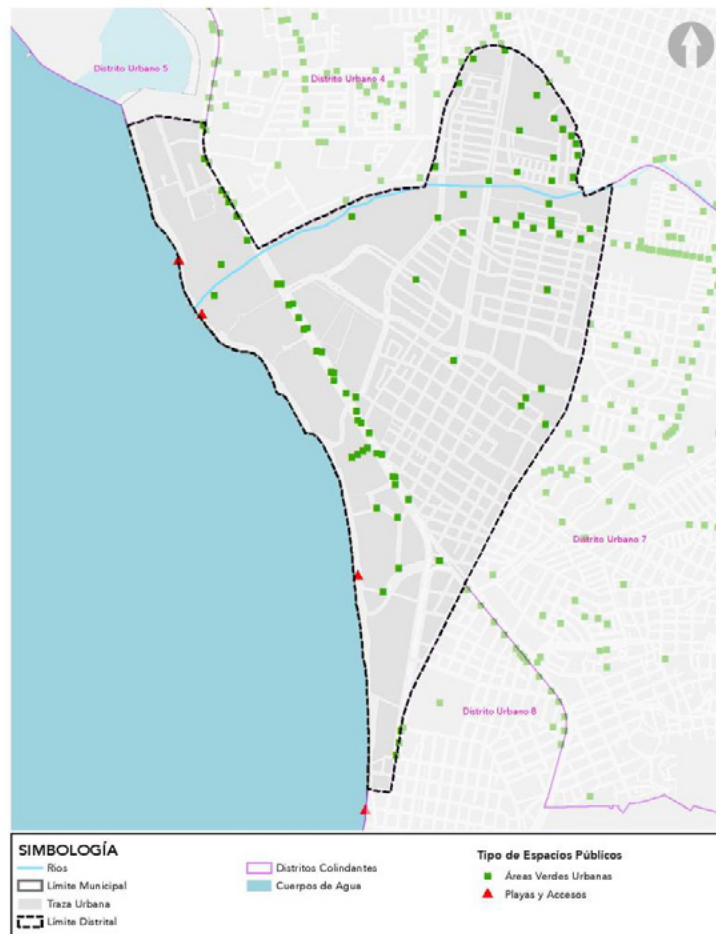 Distrito Urbano 5
Distrito Urbano 4
Distrito Urbano 7
Distrito Urbano 8
SIMBOLOGÍA
Ríos
Límite Municipal
Traza Urbana
Límite Distrital
Distritos Colindantes
Cuerpos de Agua
Tipo de Espacios Públicos
Áreas Verdes Urbanas
Playas y Accesos